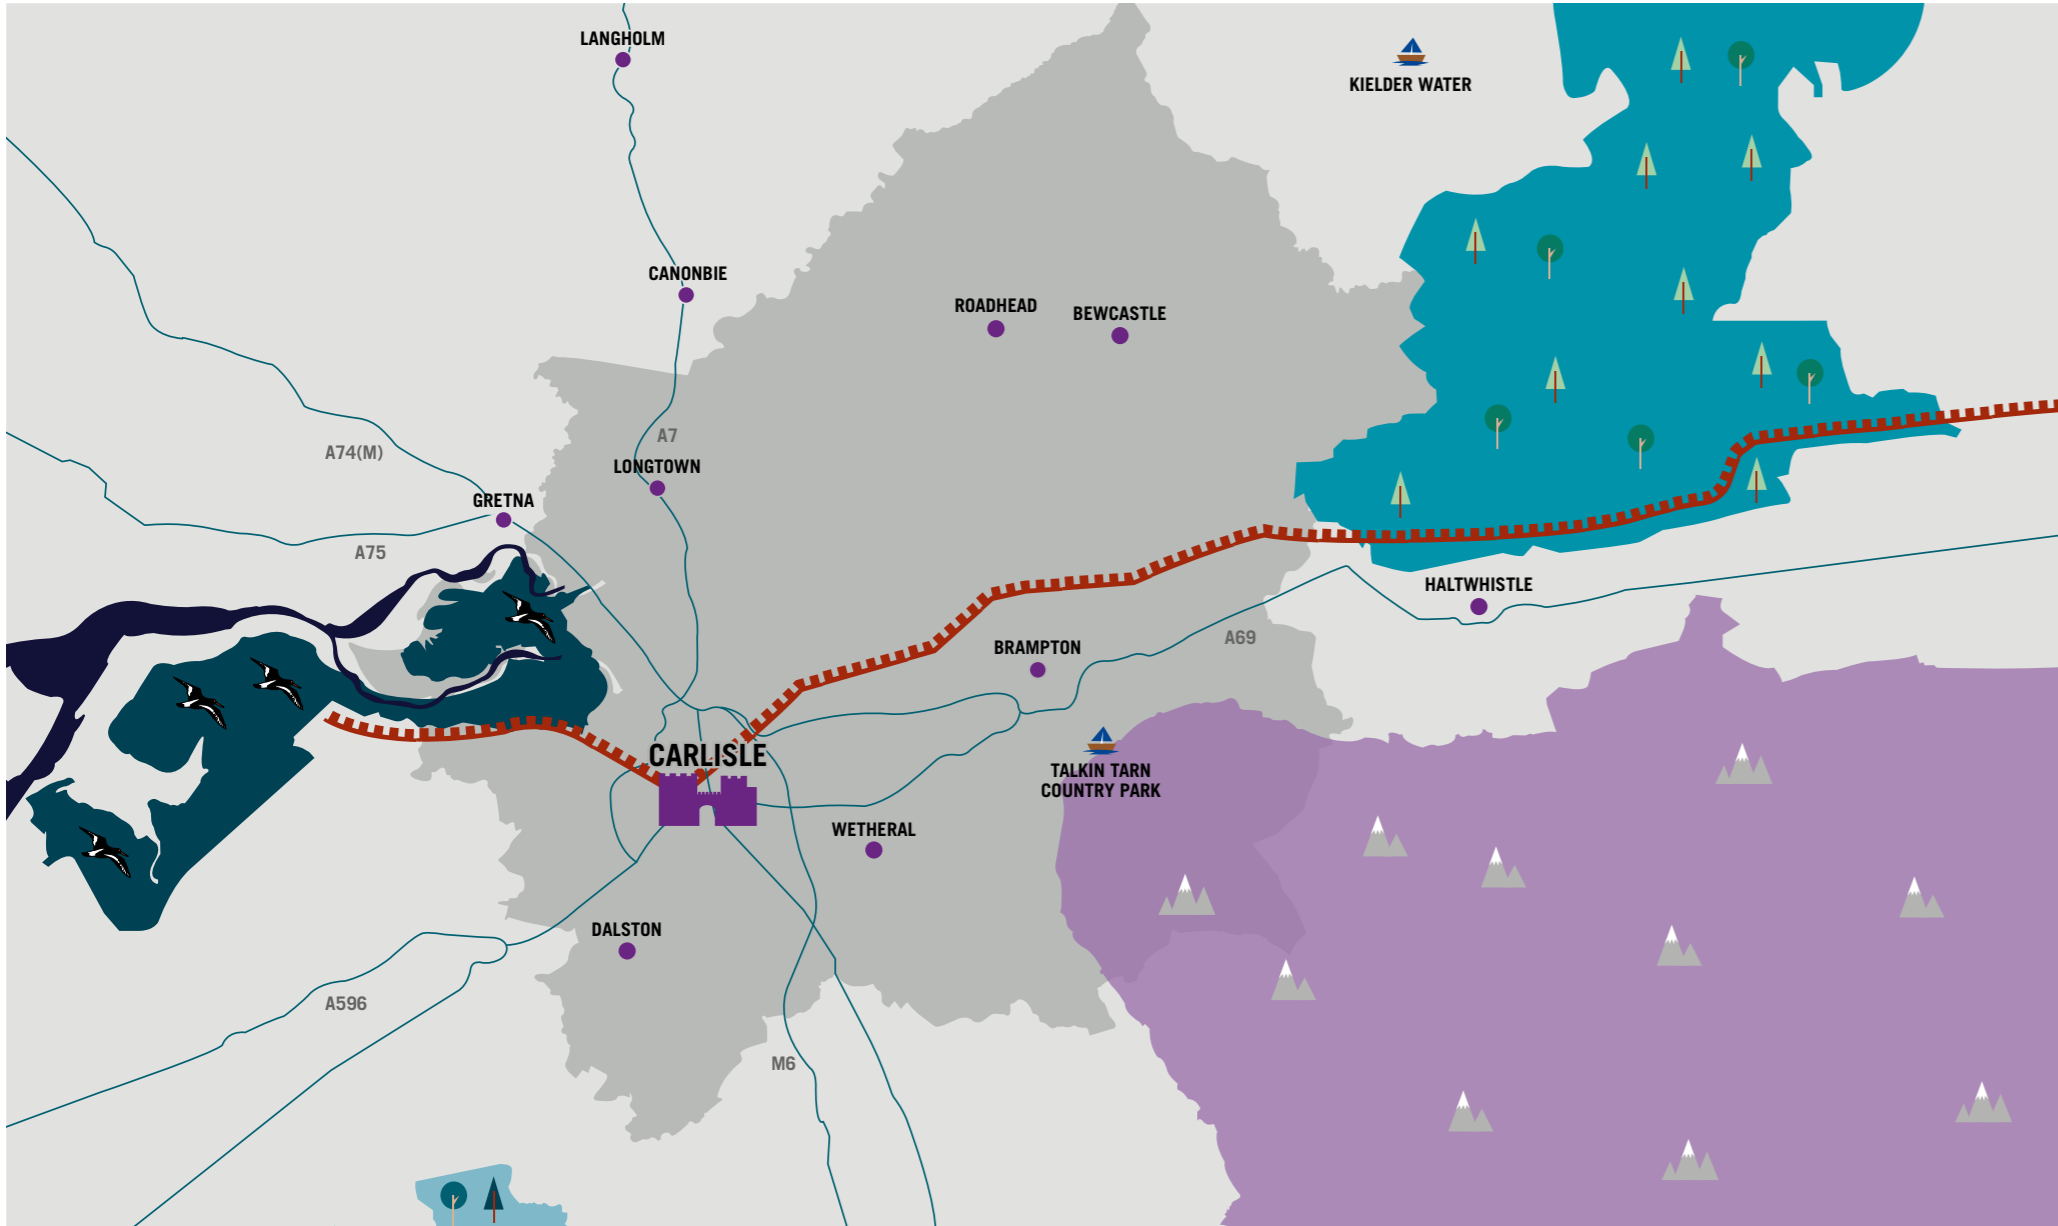 LANGHOLM
KIELDER WATER
CANONBIE
ROADHEAD
BEWCASTLE
A7
A74(M)
LONGTOWN
GRETNA
A75
HALTWHISTLE
A69
BRAMPTON
CARLISLE
TALKIN TARN
COUNTRY PARK
WETHERAL
DALSTON
A596
M6